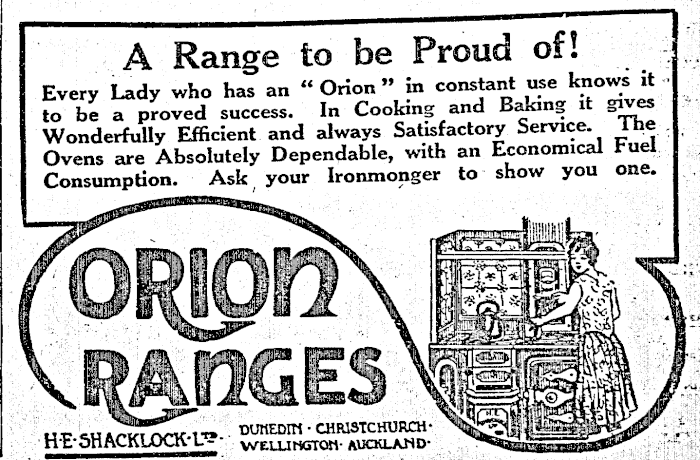 A Range to be Proud of!
Every Lady who has an "Orion" in constant use knows it
to be a proved success. In Cooking and Baking it gives
Wonderfully Efficient and always Satisfactory Service. The
Ovens are Absolutely Dependable, with an Economical Fuel
Consumption. Ask your Ironmonger to show you one.
ORION
RANGES
H·E·SHACKLOCK·LTD·
DUNEDIN · CHRISTCHURCH·
WELLINGTON· AUCKLAND·